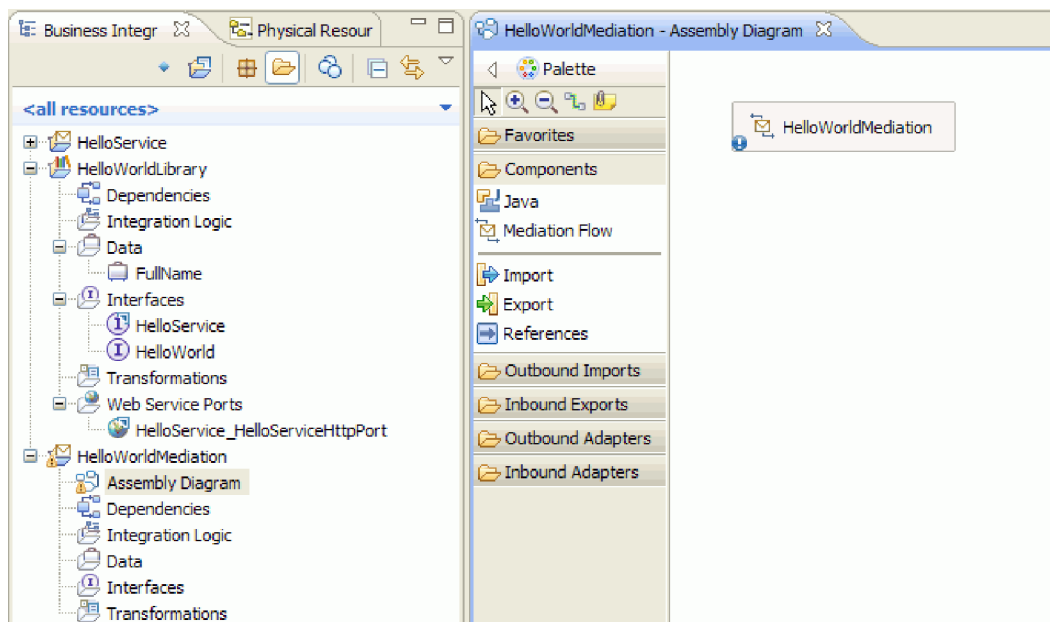 Business Integr
Physical Resour
<all resources>
HelloService
HelloWorldLibrary
Dependencies
Integration Logic
Data
FullName
Interfaces
HelloService
HelloWorld
Transformations
Web Service Ports
HelloService_HelloServiceHttpPort
HelloWorldMediation
Assembly Diagram
Dependencies
Integration Logic
Data
Interfaces
Transformations
HelloWorldMediation - Assembly Diagram
Palette
Favorites
Components
Java
Mediation Flow
Import
Export
References
Outbound Imports
Inbound Exports
Outbound Adapters
Inbound Adapters
HelloWorldMediation